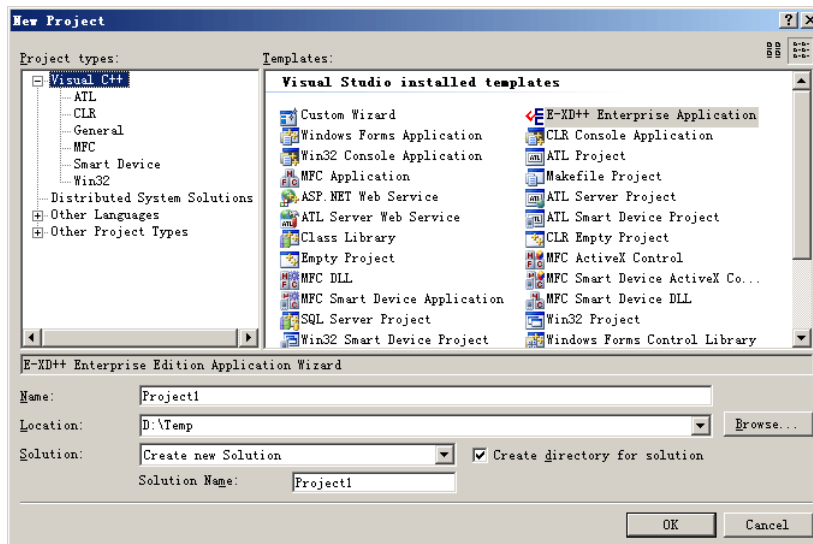 New Project
Project types:
Templates:
Visual C++
ATL
CLR
General
MFC
Smart Device
Win32
Distributed System Solutions
Other Languages
Other Project Types
Visual Studio installed templates
Custom Wizard
E-XD++ Enterprise Application
Windows Forms Application
CLR Console Application
Win32 Console Application
ATL Project
MFC Application
Makefile Project
ASP.NET Web Service
ATL Server Project
ATL Server Web Service
ATL Smart Device Project
Class Library
CLR Empty Project
Empty Project
MFC ActiveX Control
MFC DLL
MFC Smart Device ActiveX Co...
MFC Smart Device Application
MFC Smart Device DLL
SQL Server Project
Win32 Project
Win32 Smart Device Project
Windows Forms Control Library
E-XD++ Enterprise Edition Application Wizard
Name:
Project1
Location:
D:\Temp
Browse...
Solution:
Create new Solution
Create directory for solution
Solution Name:
Project1
OK
Cancel